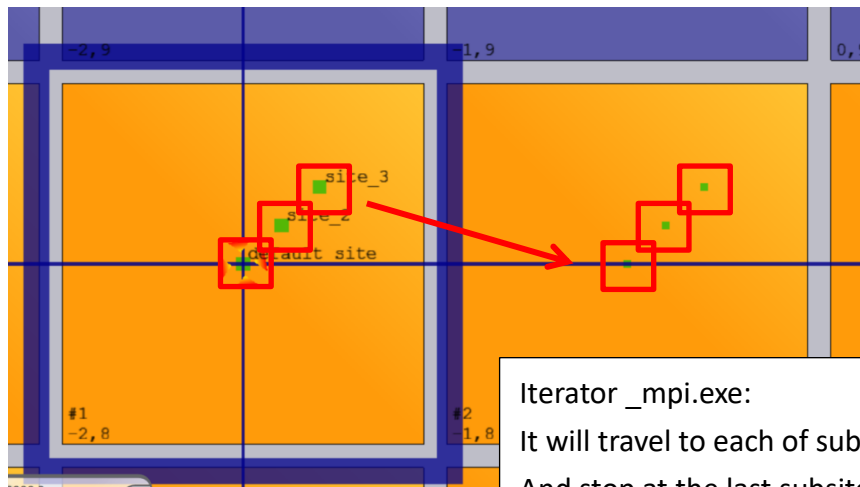 -2,9
-1,9
0,
site_3
site_2
default site
#1
-2,8
#2
-1,8
Iterator _mpi.exe:
It will travel to each of sub
And stop at the last subsite